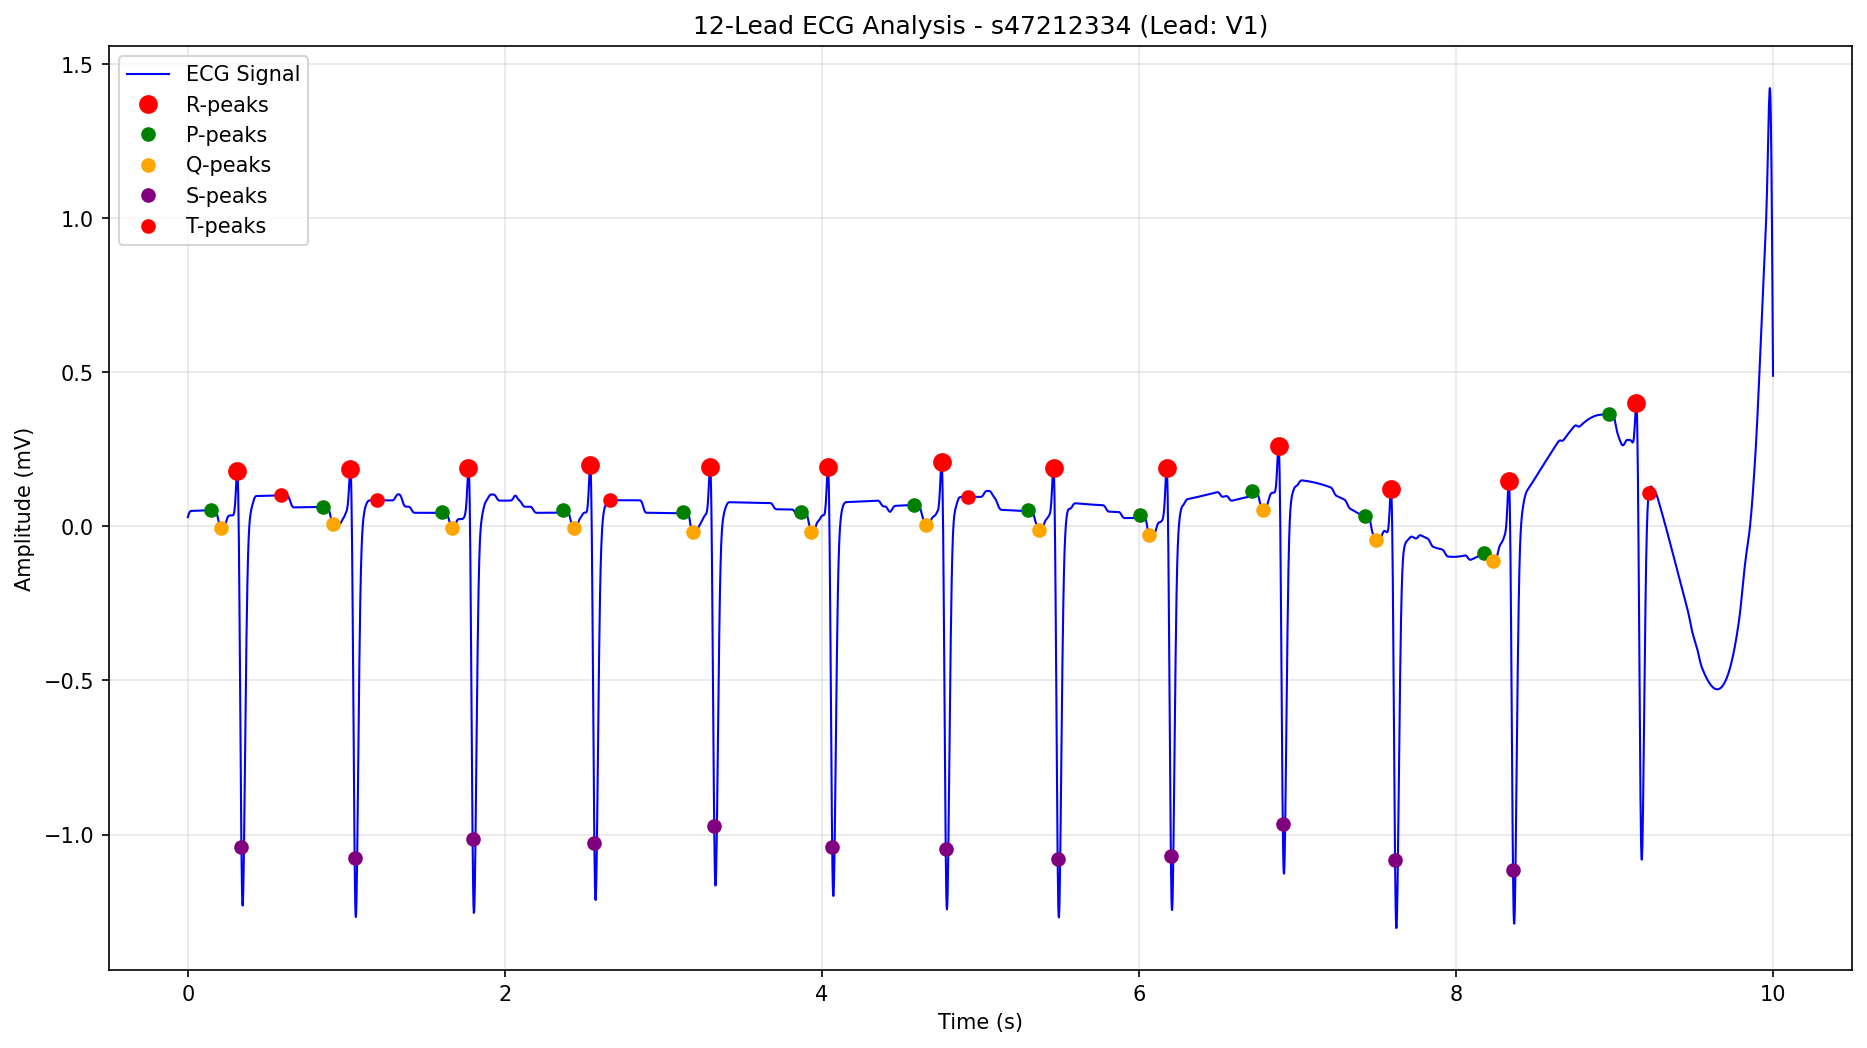 12-Lead ECG Analysis - s47212334 (Lead: V1)
ECG Signal
R-peaks
P-peaks
Q-peaks
S-peaks
T-peaks
Amplitude (mV)
1.5
1.0
0.5
0.0
−0.5
−1.0
0 2 4 6 8 10
Time (s)